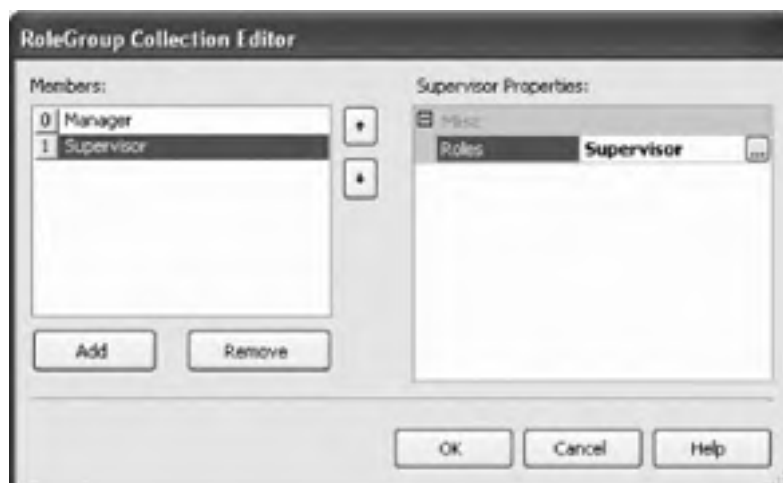 RoleGroup Collection Editor
Members:
0 Manager
1 Supervisor
Add
Remove
Supervisor Properties:
Misc
Roles Supervisor ...
OK
Cancel
Help